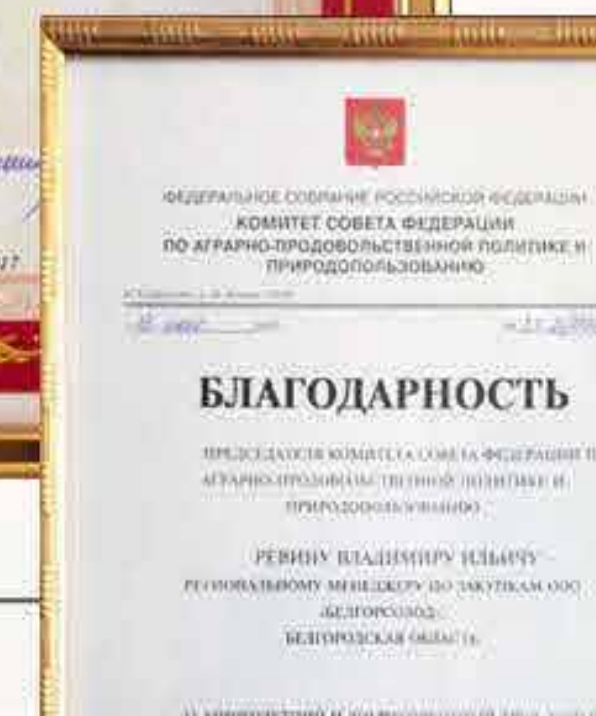 ФЕДЕРАЛЬНОЕ СОБРАНИЕ РОССИЙСКОЙ ФЕДЕРАЦИИ
КОМИТЕТ СОВЕТА ФЕДЕРАЦИИ
ПО АГРАРНО-ПРОДОВОЛЬСТВЕННОЙ ПОЛИТИКЕ И
ПРИРОДОПОЛЬЗОВАНИЮ
БЛАГОДАРНОСТЬ
ПРЕДСЕДАТЕЛЯ КОМИТЕТА СОВЕТА ФЕДЕРАЦИИ П
АГРАРНО-ПРОДОВОЛЬСТВЕННОЙ ПОЛИТИКЕ И
ПРИРОДОПОЛЬЗОВАНИЮ
РЕВИНУ ВЛАДИМИРУ ИЛЬИЧУ
РЕГИОНАЛЬНОМУ МЕНЕДЖЕРУ ПО ЗАКУПКАМ ООО
«БЕЛГОРСОЛОД»
БЕЛГОРОДСКАЯ ОБЛАСТЬ